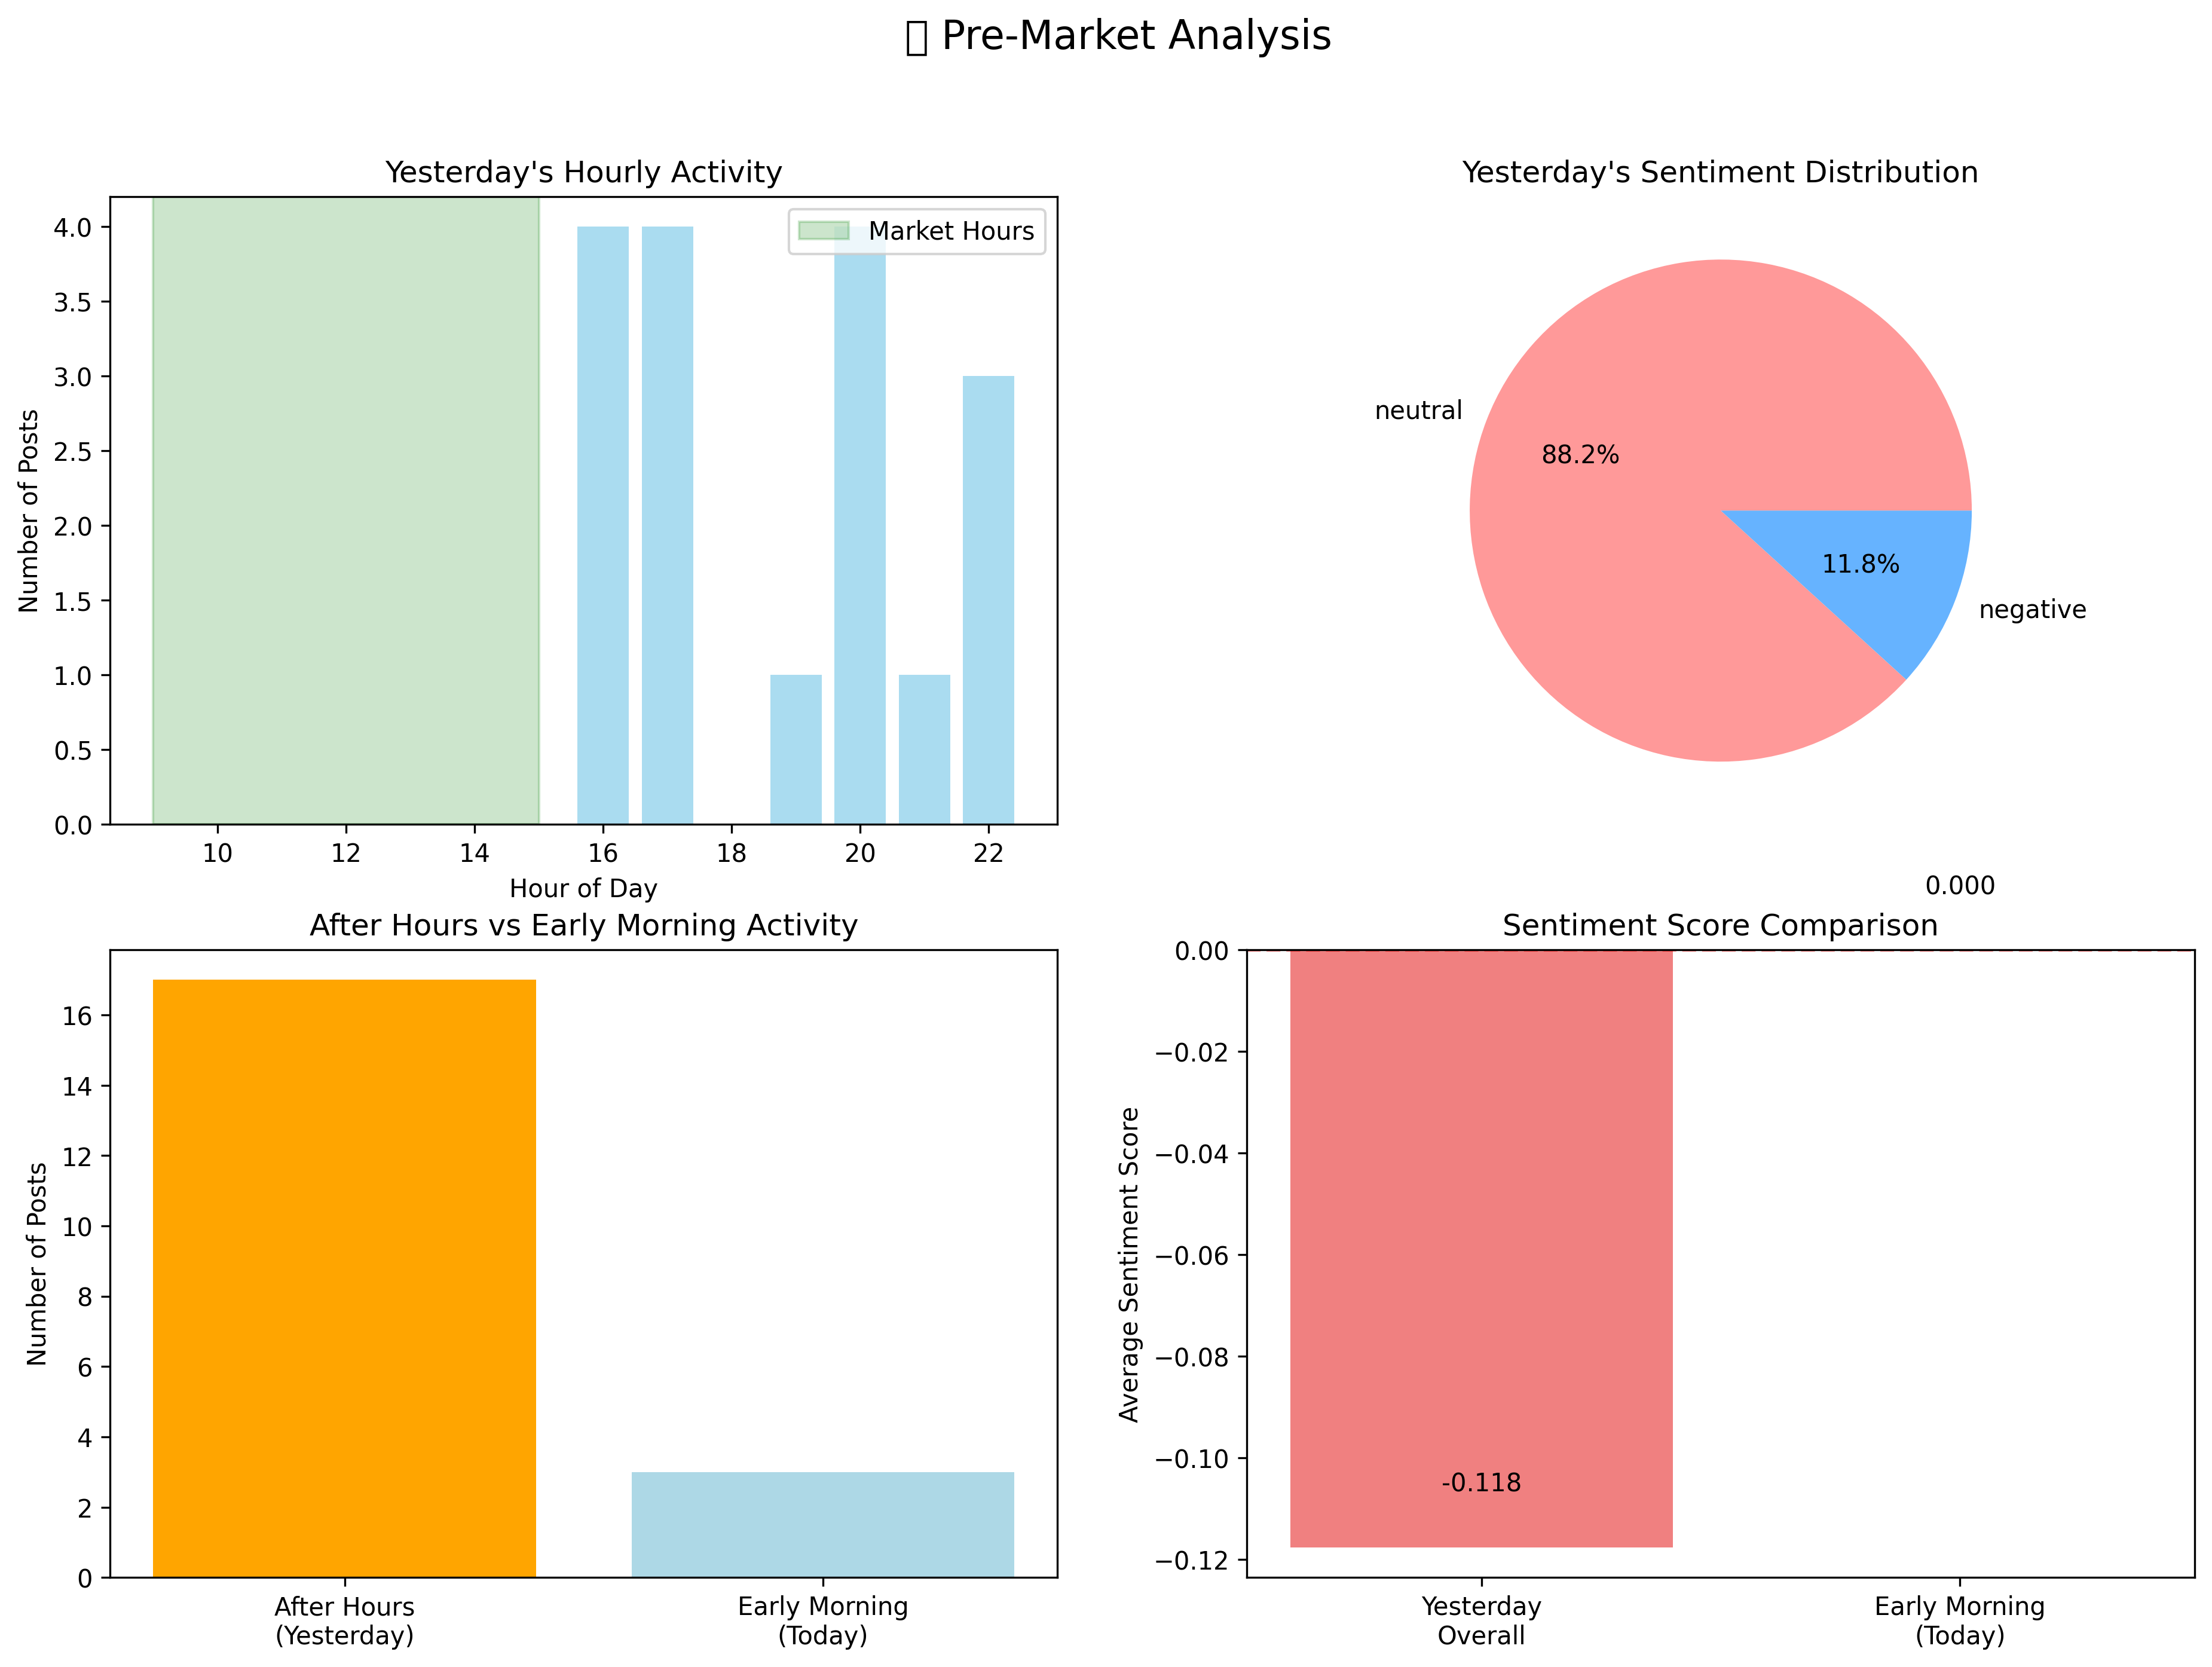 Pre-Market Analysis
Yesterday's Hourly Activity
Market Hours
Number of Posts
4.0
3.5
3.0
2.5
2.0
1.5
1.0
0.5
0.0
10 12 14 16 18 20 22
Hour of Day
Yesterday's Sentiment Distribution
neutral
88.2%
11.8%
negative
After Hours vs Early Morning Activity
Number of Posts
16
14
12
10
8
6
4
2
0
After Hours
(Yesterday)
Early Morning
(Today)
0.000
Sentiment Score Comparison
Average Sentiment Score
0.00
−0.02
−0.04
−0.06
−0.08
−0.10
−0.12
-0.118
Yesterday
Overall
Early Morning
(Today)